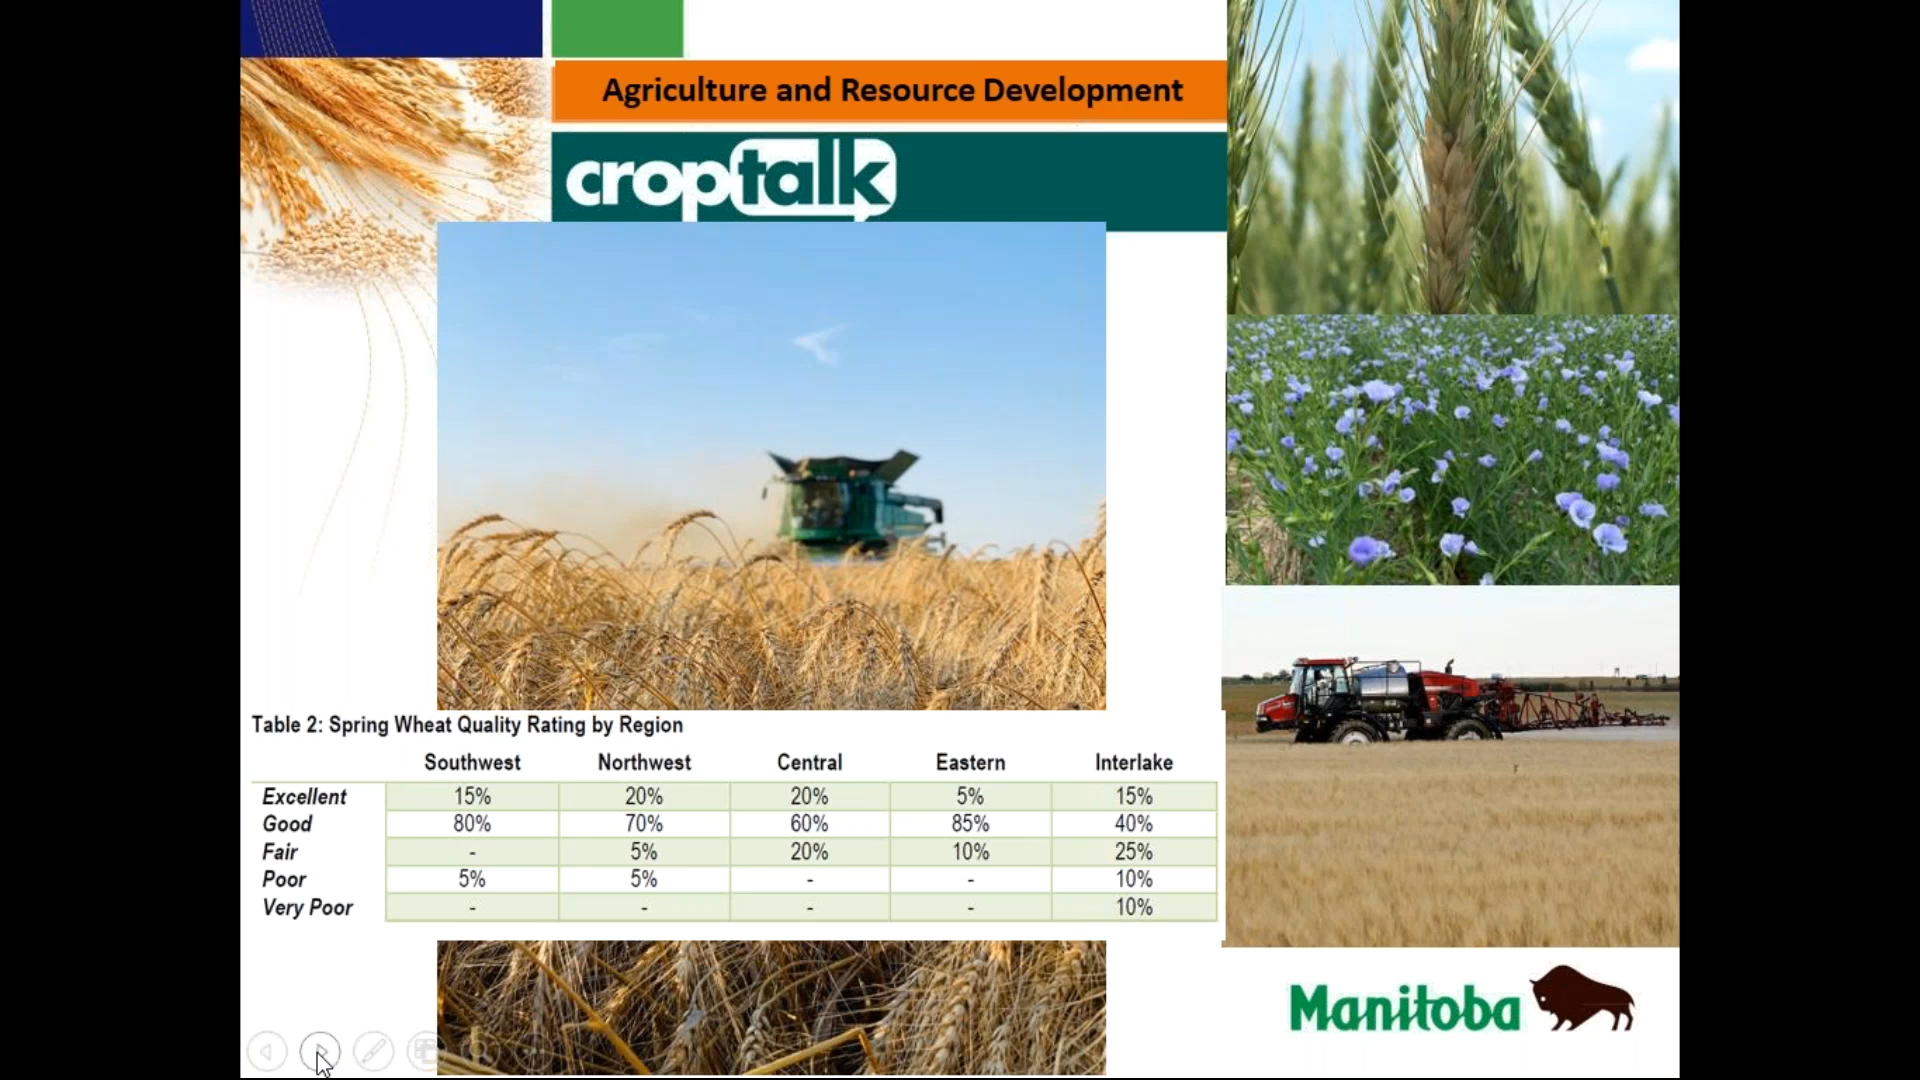 Agriculture and Resource Development
croptalk
Table 2: Spring Wheat Quality Rating by Region
Southwest Northwest Central Eastern Interlake
Excellent 15% 20% 20% 5% 15%
Good 80% 70% 60% 85% 40%
Fair - 5% 20% 10% 25%
Poor 5% 5% - - 10%
Very Poor - - - - 10%
Manitoba